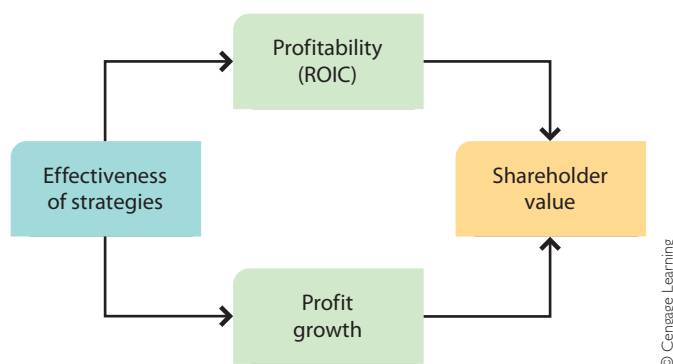 Profitability
(ROIC)
Effectiveness
of strategies
Shareholder
value
Profit
growth
© Cengage Learning